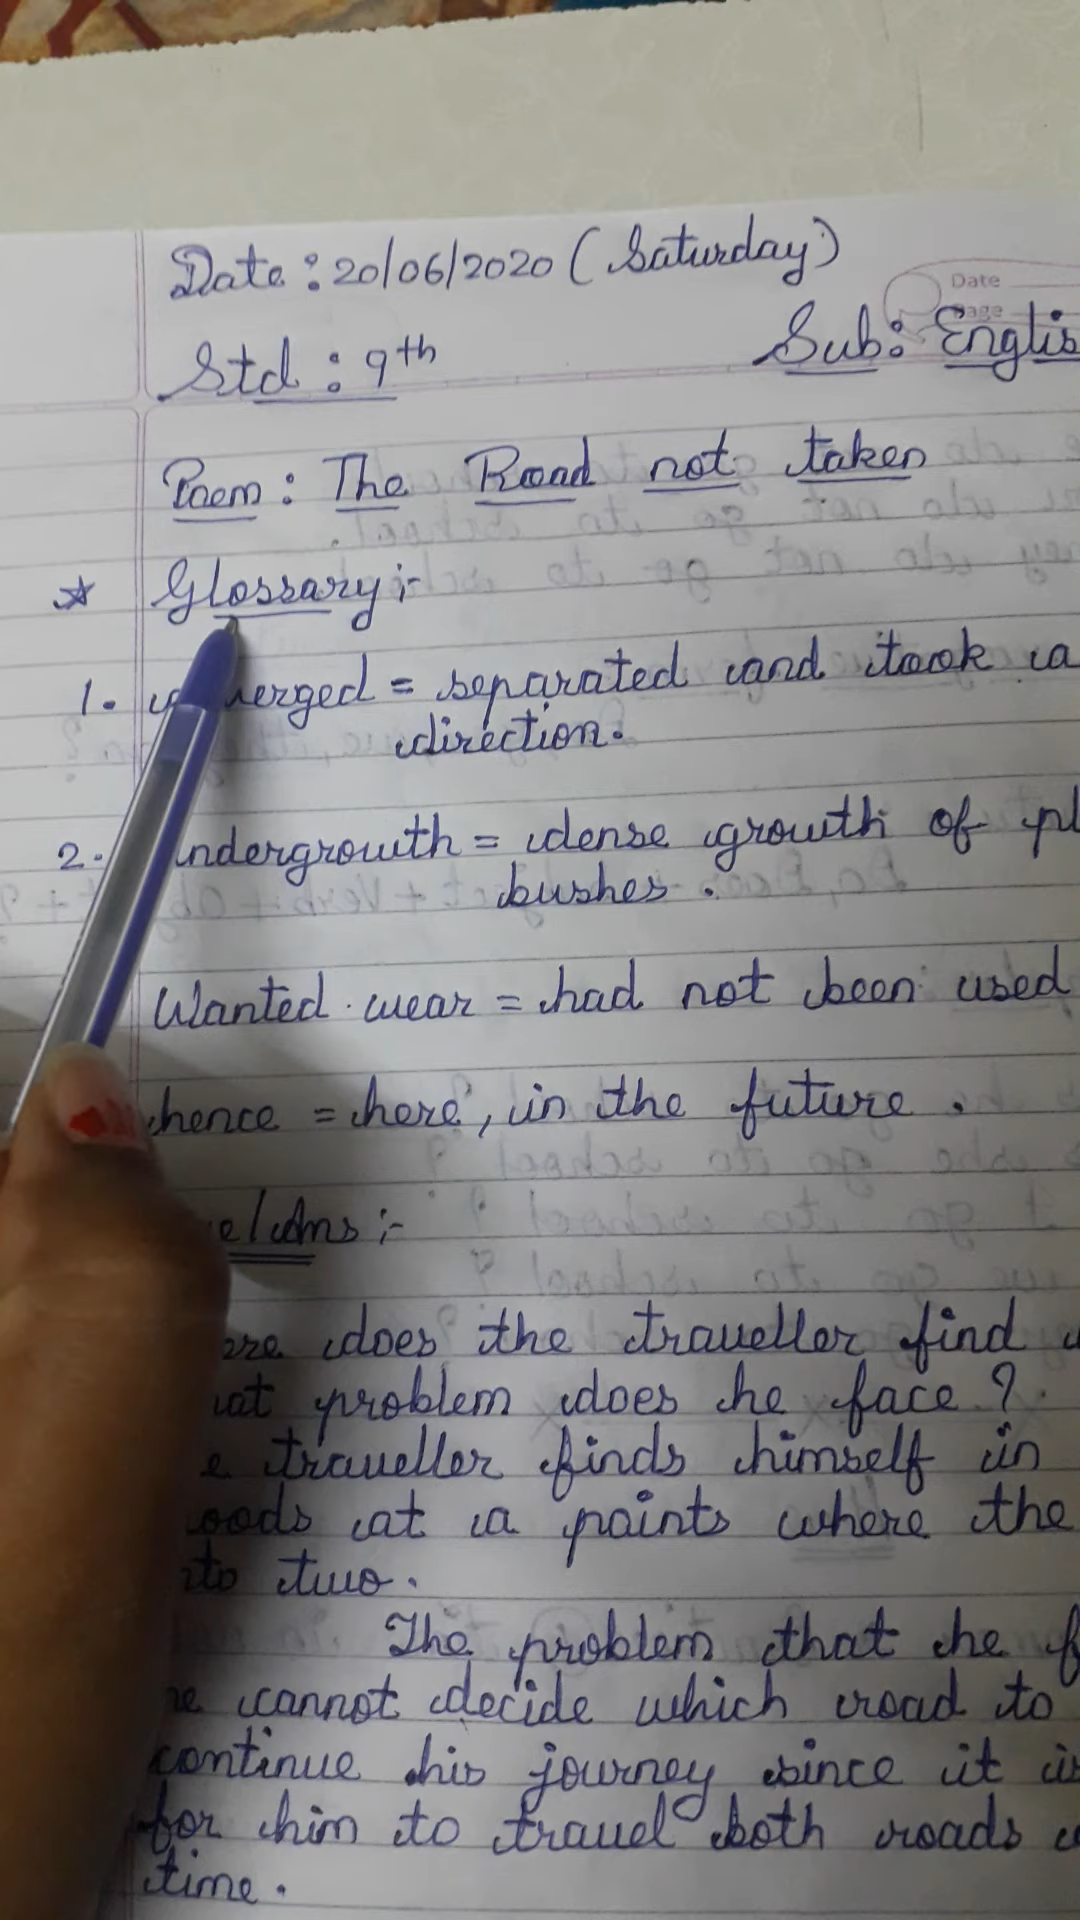 Date : 20/06/2020 (Saturday)
Date
Page
Std : 9th Sub: Englis
Poem : The Road not taken
Glossary :-
1. separated and took a
direction.
2. undergrowth = dense growth of pl
bushes.
Wanted wear = had not been used
hence = here, in the future.
Que/Ans :-
does the traveller find
problem does he face ?
traveller finds himself in
woods at a points where the
two.
The problem that he f
cannot decide which road to
continue his journey since it is
for him to travel both roads
time.